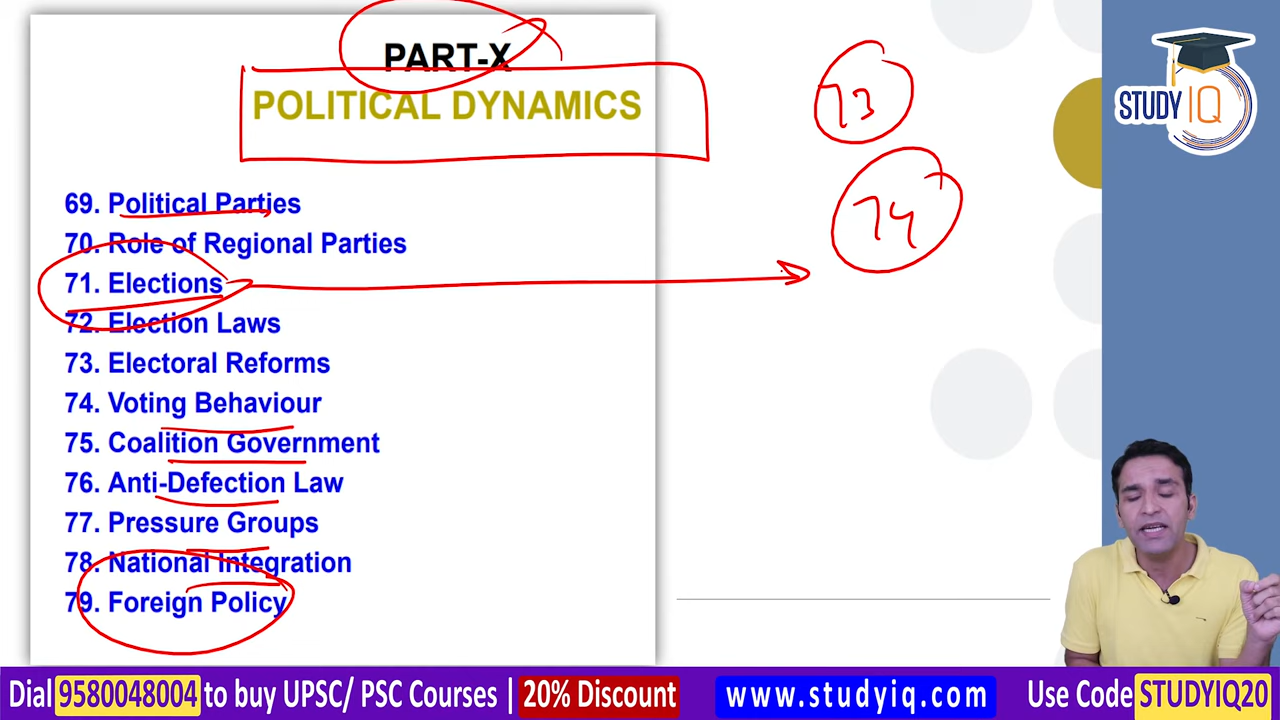 PART-X
POLITICAL DYNAMICS
69. Political Parties
70. Role of Regional Parties
71. Elections
72. Election Laws
73. Electoral Reforms
74. Voting Behaviour
75. Coalition Government
76. Anti-Defection Law
77. Pressure Groups
78. National Integration
79. Foreign Policy
73
74
STUDY IQ
Dial 9580048004 to buy UPSC/ PSC Courses | 20% Discount
www.studyiq.com
Use Code STUDYIQ20